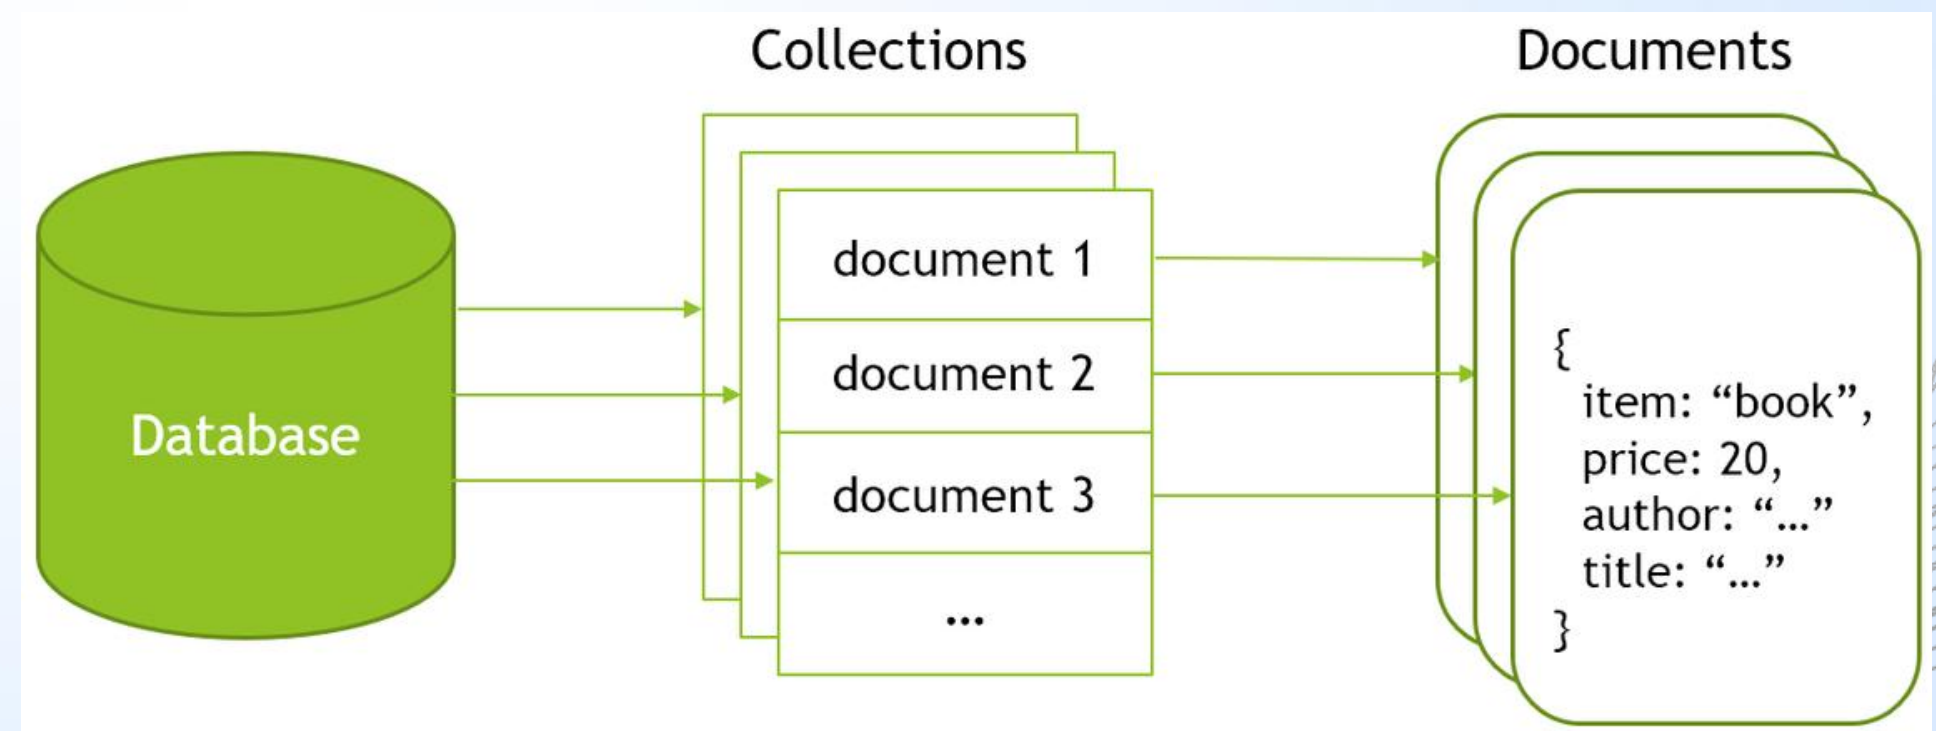 Collections
Documents
Database
document 1
document 2
document 3
...
{
item: “book”,
price: 20,
author: “...”
title: “...”
}